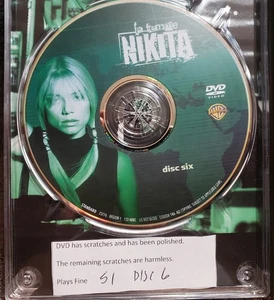 la femme
NIKITA
DVD
VIDEO
WB
disc six
DVD has scratches and has been polished.
The remaining scratches are harmless.
Plays Fine S1 DISC 6